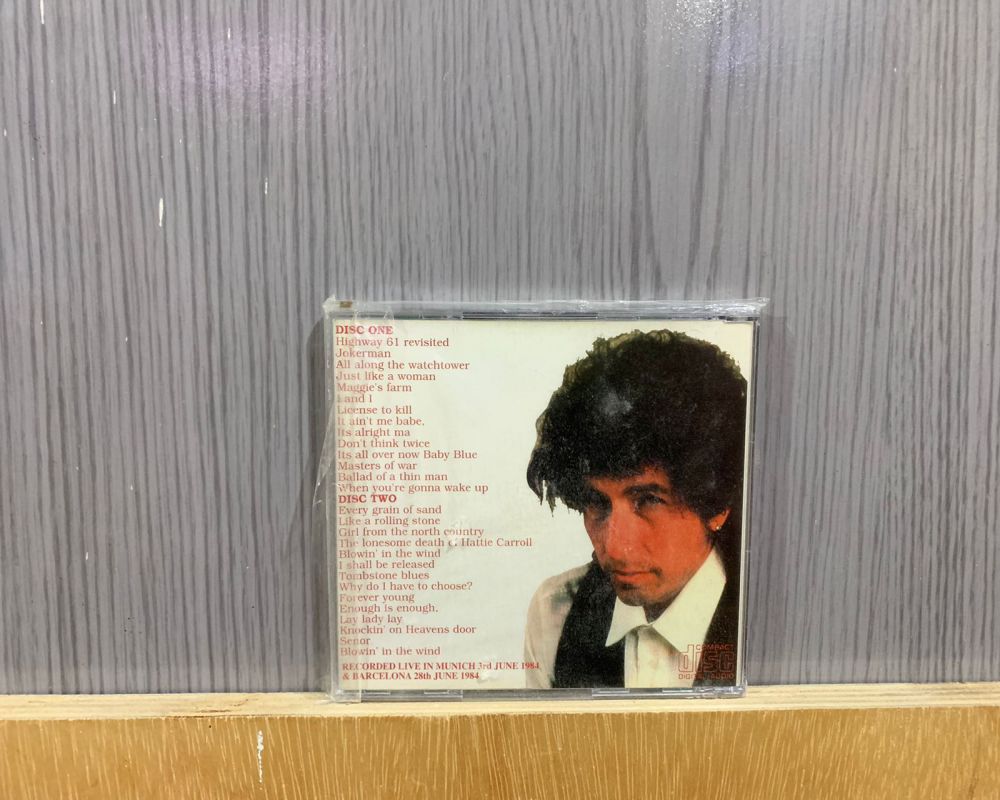 DISC ONE
Highway 61 revisited
Jokerman
All along the watchtower
Just like a woman
Maggie's farm
I and I
License to kill
It ain't me babe,
Its alright ma
Don't think twice
Its all over now Baby Blue
Masters of war
Ballad of a thin man
When you're gonna wake up
DISC TWO
Every grain of sand
Like a rolling stone
Girl from the north country
The lonesome death of Hattie Carroll
Blowin' in the wind
I shall be released
Tombstone blues
Why do I have to choose?
Forever young
Enough is enough,
Lay lady lay
Knockin' on Heavens door
Senor
Blowin' in the wind
RECORDED LIVE IN MUNICH 3rd JUNE 1984
& BARCELONA 28th JUNE 1984
COMPACT
disc
DIGITAL AUDIO